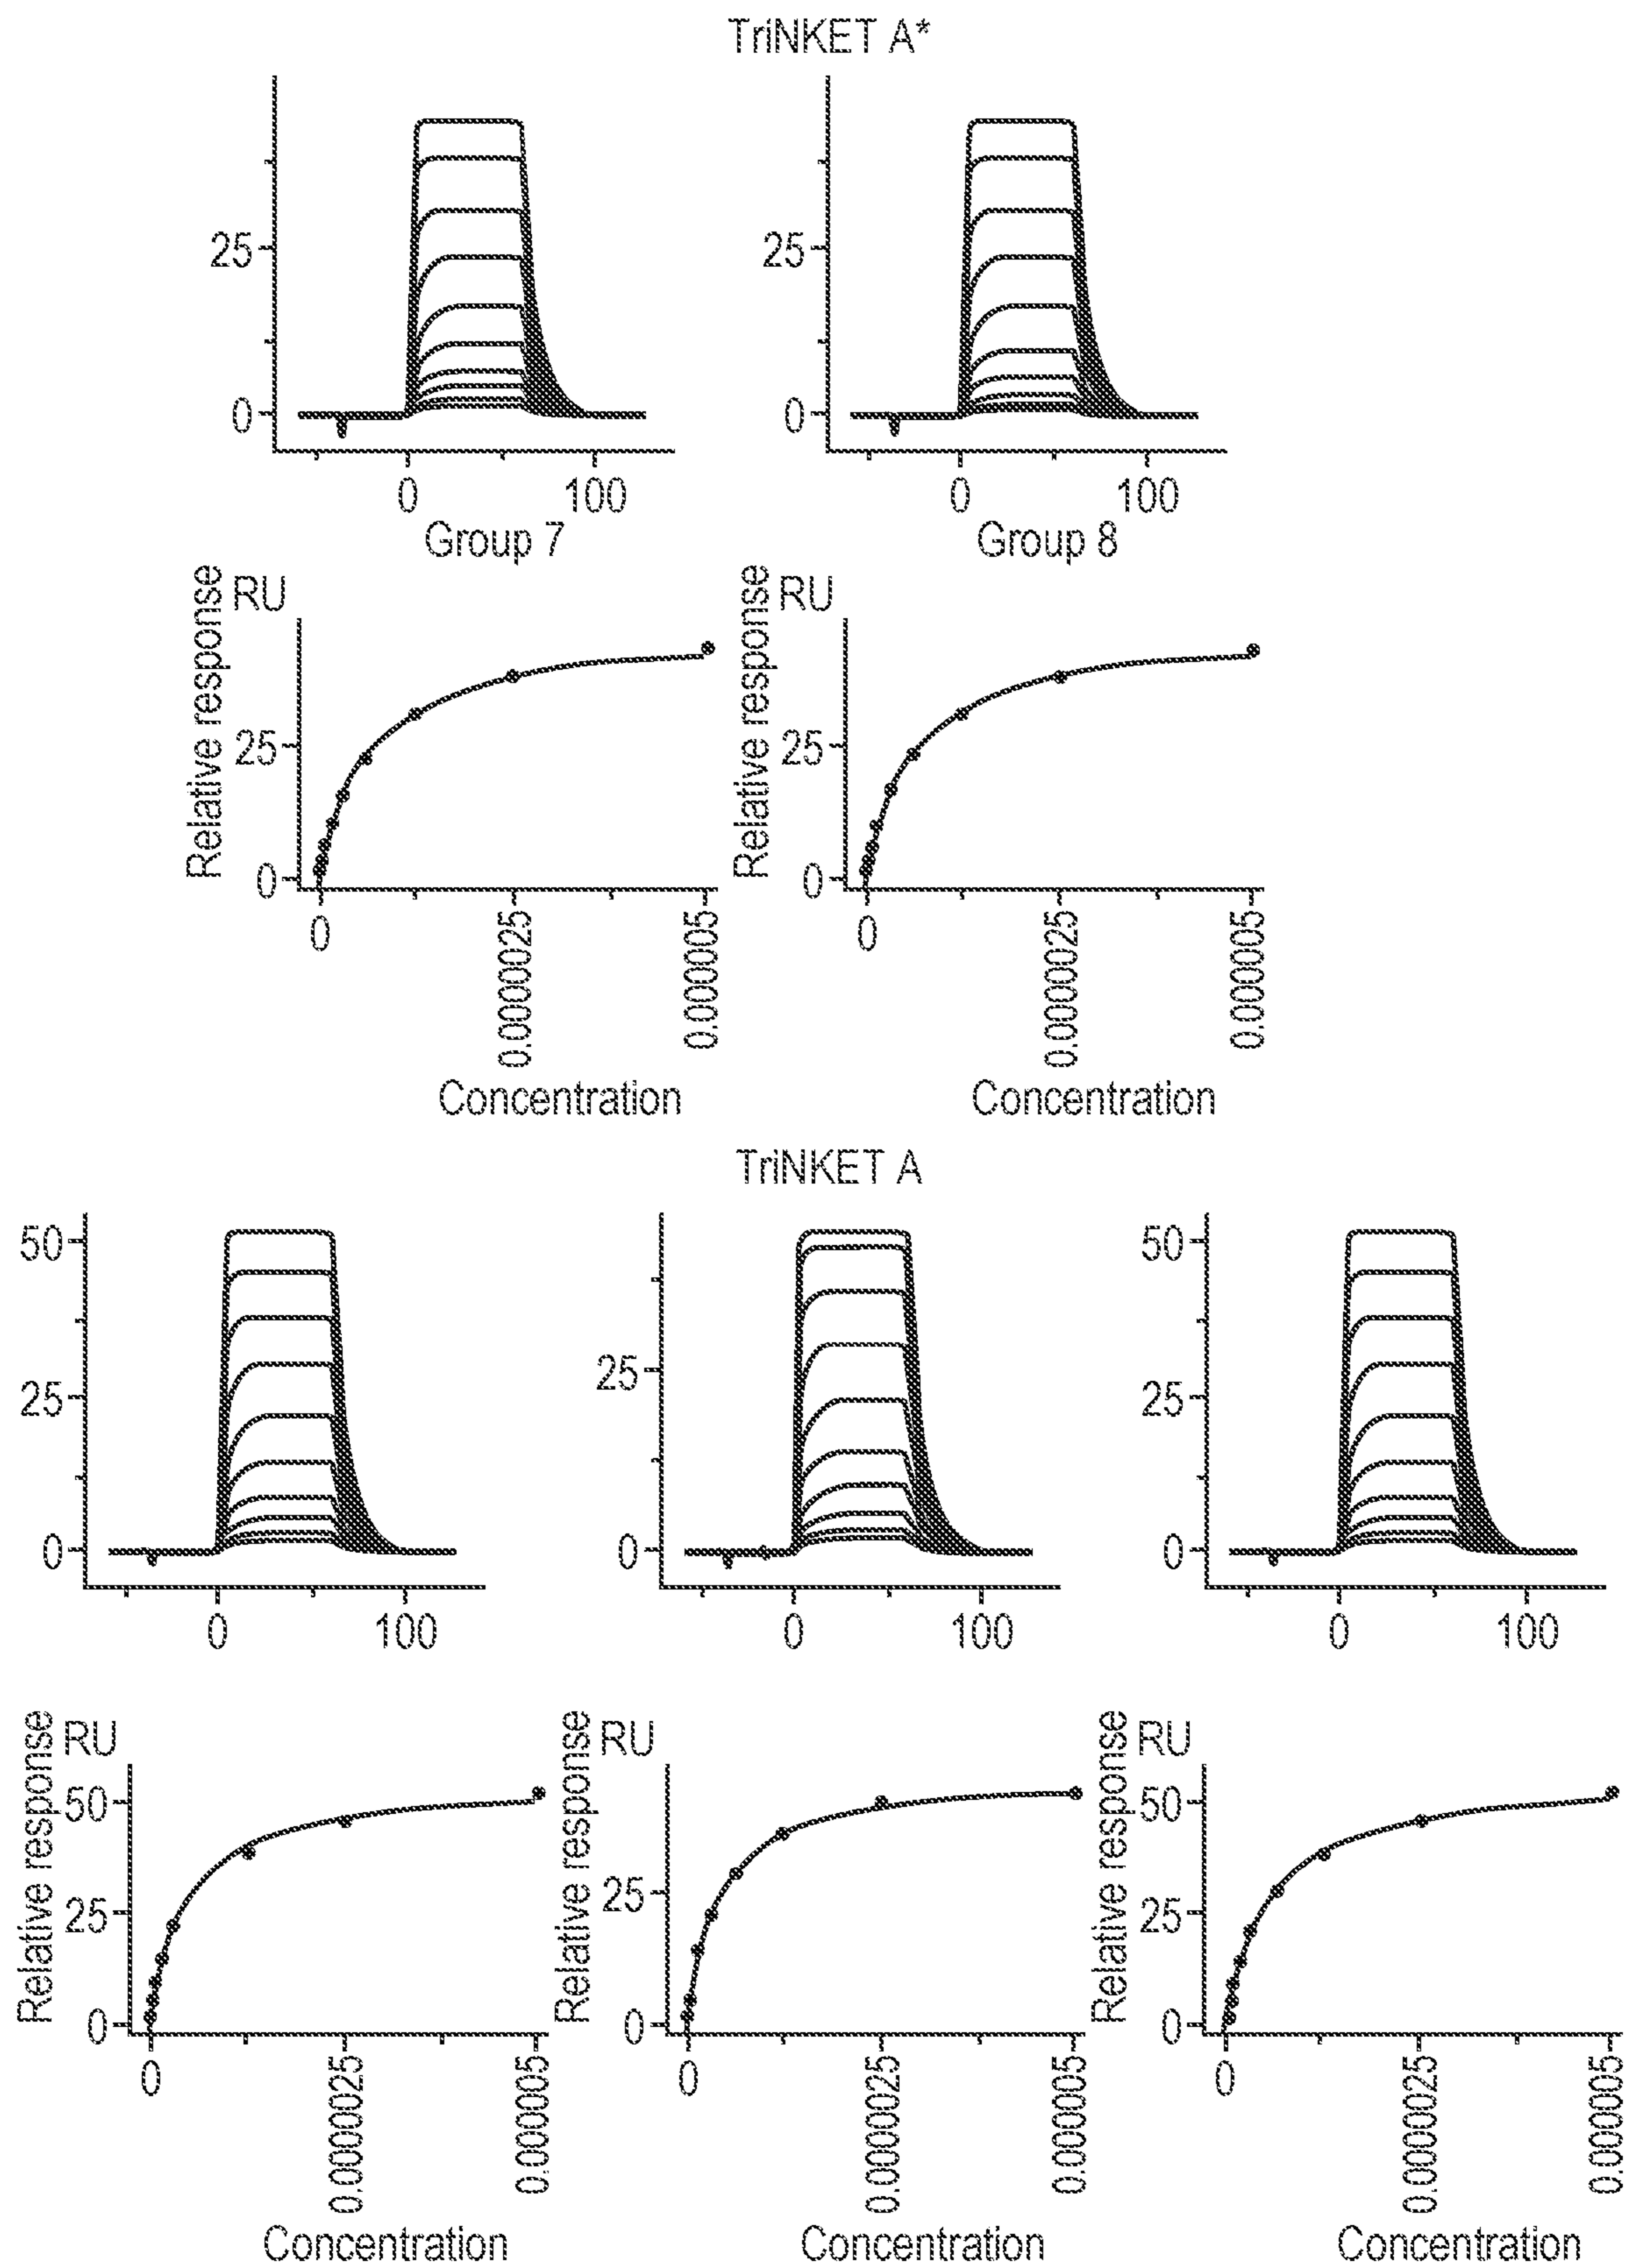 TriNKET A*
25
0
0
100
Group 7
25
0
0
100
Group 8
Relative response
RU
25
0
0
0.0000025
0.000005
Concentration
Relative response
RU
25
0
0
0.0000025
0.000005
Concentration
TriNKET A
50
25
0
0
100
25
0
0
100
50
25
0
0
100
Relative response
RU
50
25
0
0
0.0000025
0.000005
Concentration
Relative response
RU
25
0
0
0.0000025
0.000005
Concentration
Relative response
RU
50
25
0
0
0.0000025
0.000005
Concentration